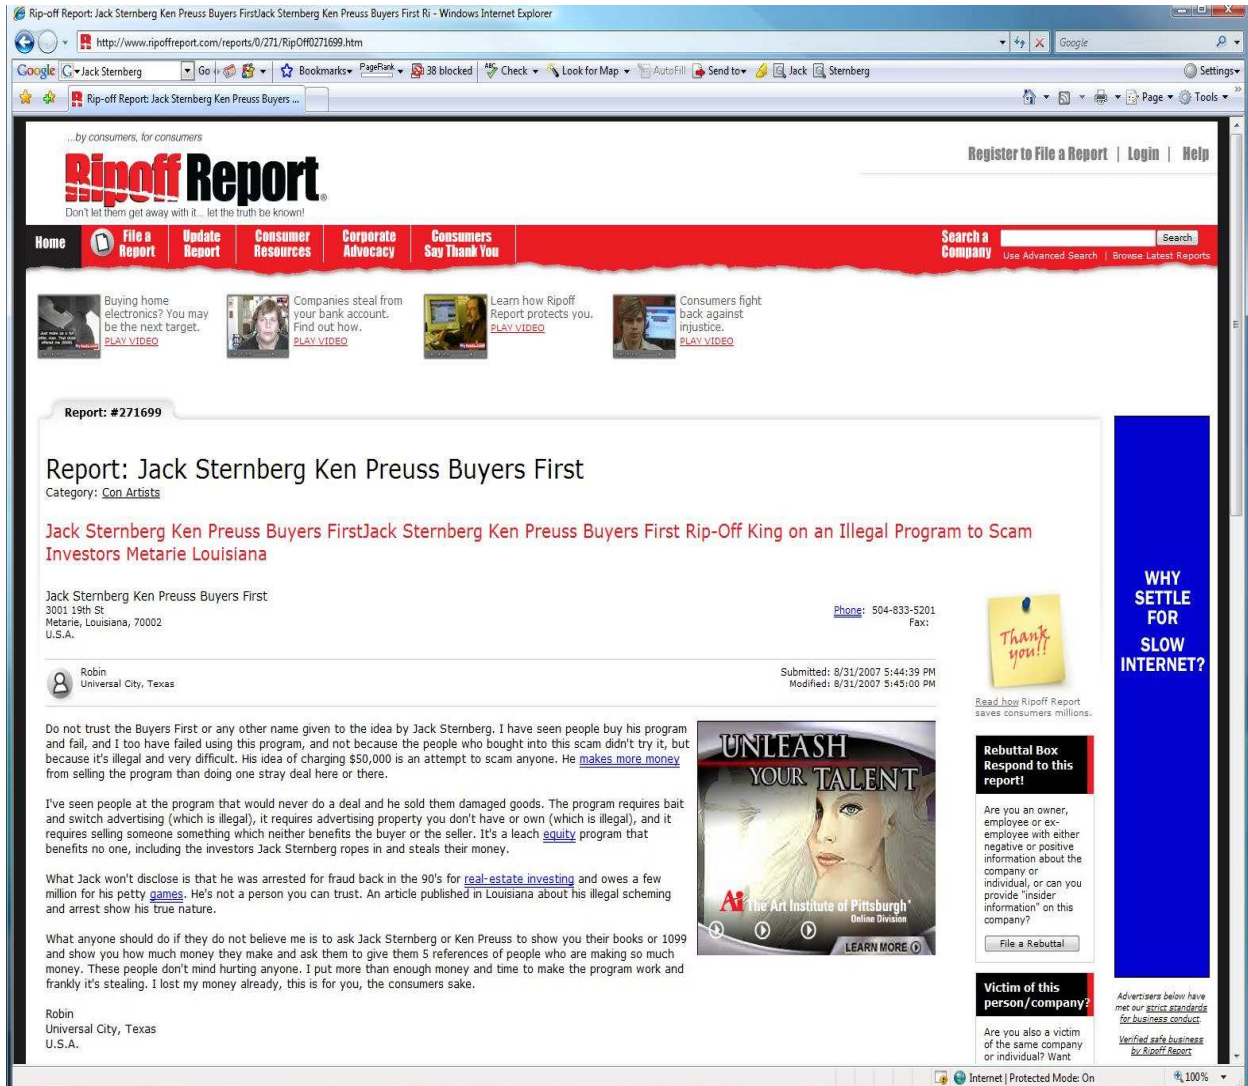 Rip-off Report: Jack Sternberg Ken Preuss Buyers FirstJack Sternberg Ken Preuss Buyers First Ri - Windows Internet Explorer
http://www.ripoffreport.com/reports/0/271/RipOff0271699.htm
Google
Google Jack Sternberg Go Bookmarks PageRank 38 blocked Check Look for Map AutoFill Send to Jack Sternberg Settings
Rip-off Report: Jack Sternberg Ken Preuss Buyers ...
Page Tools
...by consumers, for consumers
Ripoff Report®
Don't let them get away with it... let the truth be known!
Register to File a Report | Login | Help
Home
File a Report
Update Report
Consumer Resources
Corporate Advocacy
Consumers Say Thank You
Search a Company
Search
Use Advanced Search | Browse Latest Reports
Buying home
electronics? You may
be the next target.
PLAY VIDEO
Companies steal from
your bank account.
Find out how.
PLAY VIDEO
Learn how Ripoff
Report protects you.
PLAY VIDEO
Consumers fight
back against
injustice.
PLAY VIDEO
Report: #271699
Report: Jack Sternberg Ken Preuss Buyers First
Category: Con Artists
Jack Sternberg Ken Preuss Buyers FirstJack Sternberg Ken Preuss Buyers First Rip-Off King on an Illegal Program to Scam
Investors Metarie Louisiana
Jack Sternberg Ken Preuss Buyers First
3001 19th St
Metarie, Louisiana, 70002
U.S.A.
Phone: 504-833-5201
Fax:
Robin
Universal City, Texas
Submitted: 8/31/2007 5:44:39 PM
Modified: 8/31/2007 5:45:00 PM
Do not trust the Buyers First or any other name given to the idea by Jack Sternberg. I have seen people buy his program
and fail, and I too have failed using this program, and not because the people who bought into this scam didn't try it, but
because it's illegal and very difficult. His idea of charging $50,000 is an attempt to scam anyone. He makes more money
from selling the program than doing one stray deal here or there.
I've seen people at the program that would never do a deal and he sold them damaged goods. The program requires bait
and switch advertising (which is illegal), it requires advertising property you don't have or own (which is illegal), and it
requires selling someone something which neither benefits the buyer or the seller. It's a leach equity program that
benefits no one, including the investors Jack Sternberg ropes in and steals their money.
What Jack won't disclose is that he was arrested for fraud back in the 90's for real-estate investing and owes a few
million for his petty games. He's not a person you can trust. An article published in Louisiana about his illegal scheming
and arrest show his true nature.
What anyone should do if they do not believe me is to ask Jack Sternberg or Ken Preuss to show you their books or 1099
and show you how much money they make and ask them to give them 5 references of people who are making so much
money. These people don't mind hurting anyone. I put more than enough money and time to make the program work and
frankly it's stealing. I lost my money already, this is for you, the consumers sake.
Robin
Universal City, Texas
U.S.A.
UNLEASH
YOUR TALENT
Ai The Art Institute of Pittsburgh
Online Division
LEARN MORE
Thank
you!!
Read how Ripoff Report
saves consumers millions.
Rebuttal Box
Respond to this
report!
Are you an owner,
employee or ex-
employee with either
negative or positive
information about the
company or
individual, or can you
provide "insider
information" on this
company?
File a Rebuttal
Victim of this
person/company?
Are you also a victim
of the same company
or individual? Want
WHY
SETTLE
FOR
SLOW
INTERNET?
Advertisers below have
met our strict standards
for business conduct.
Verified safe business
by Ripoff Report
Internet | Protected Mode: On
100%